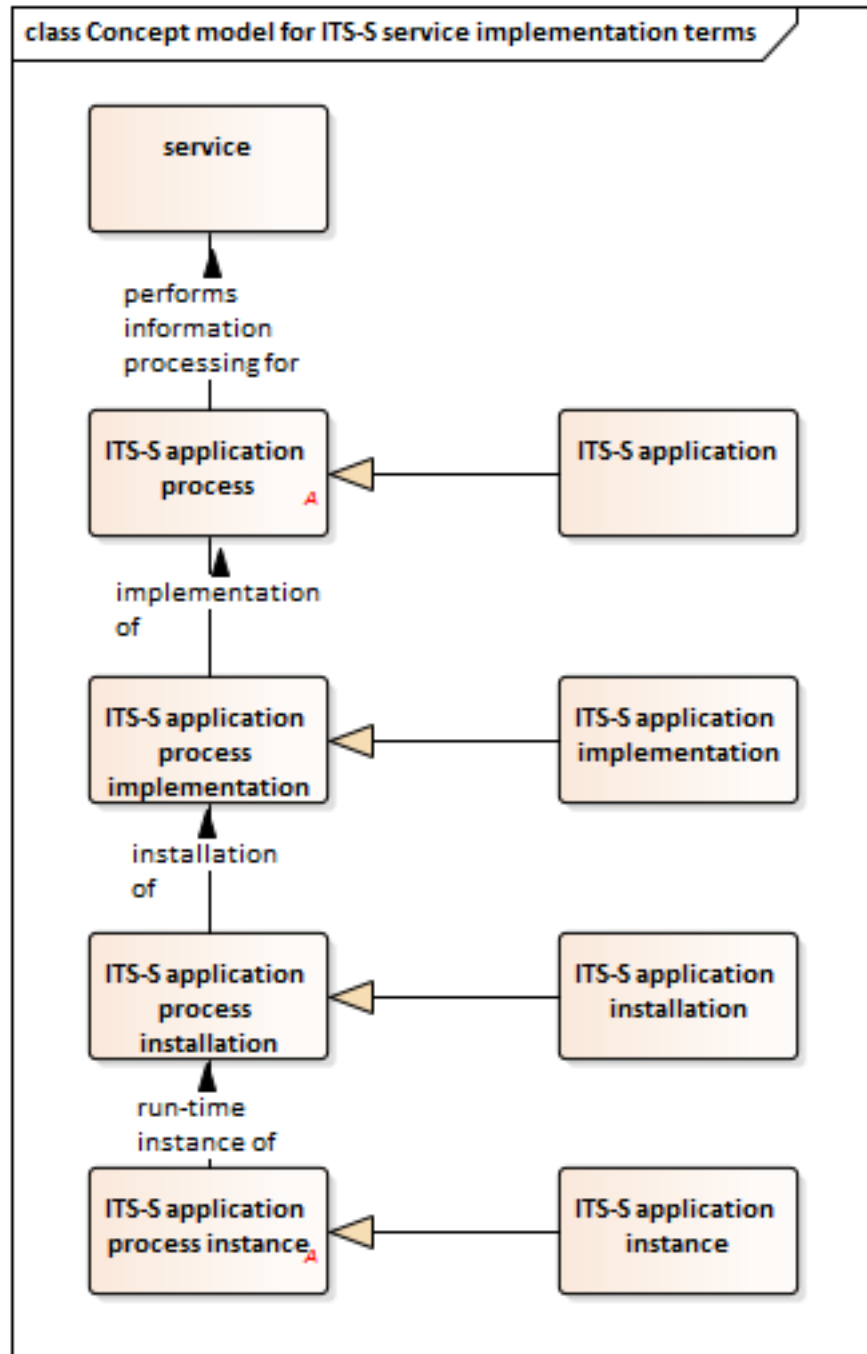 class Concept model for ITS-S service implementation terms
service
performs
information
processing for
ITS-S application
process
A
ITS-S application
implementation
of
ITS-S application
process
implementation
ITS-S application
implementation
installation
of
ITS-S application
process
installation
ITS-S application
installation
run-time
instance of
ITS-S application
process instance
A
ITS-S application
instance